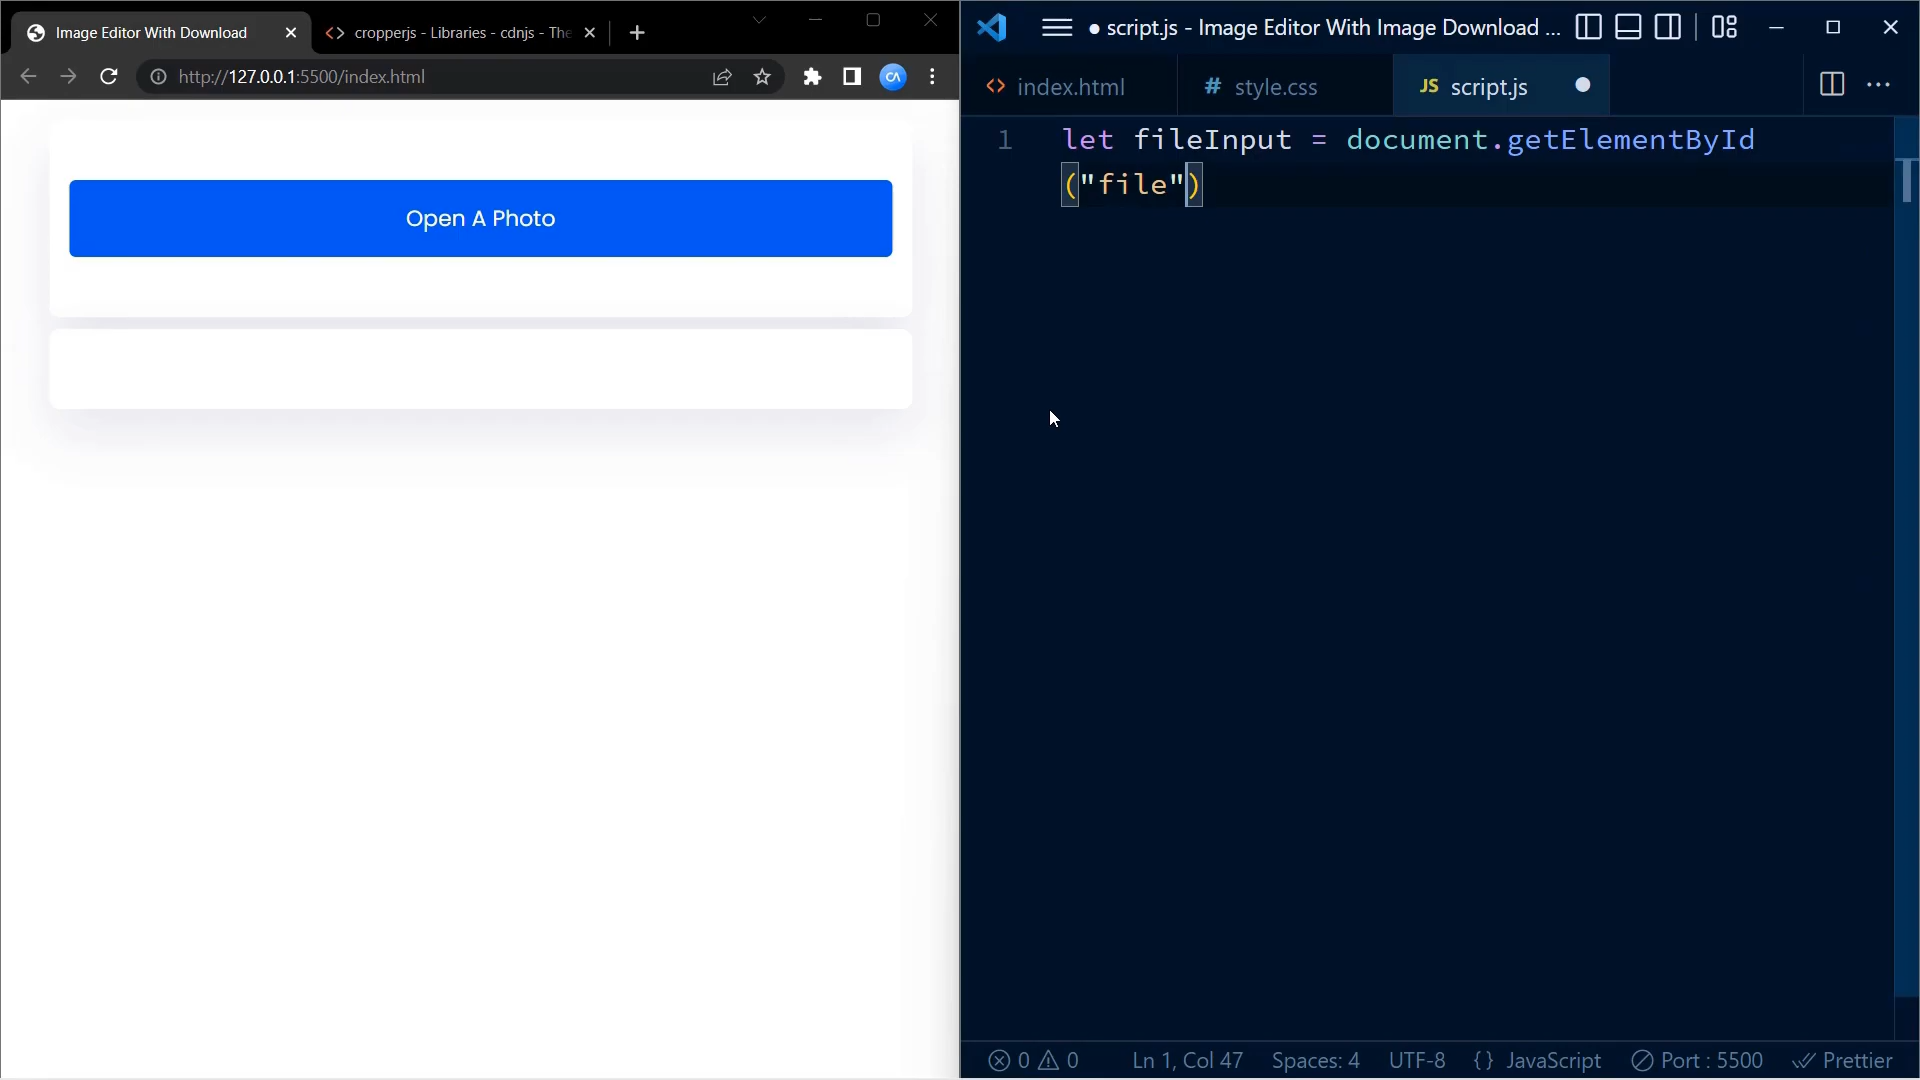 Image Editor With Download
cropperjs - Libraries - cdnjs - The
http://127.0.0.1:5500/index.html
CA
Open A Photo
● script.js - Image Editor With Image Download ...
<> index.html
# style.css
JS script.js
1 let fileInput = document.getElementById
("file")
0 0 Ln 1, Col 47 Spaces: 4 UTF-8 {} JavaScript Port : 5500 Prettier